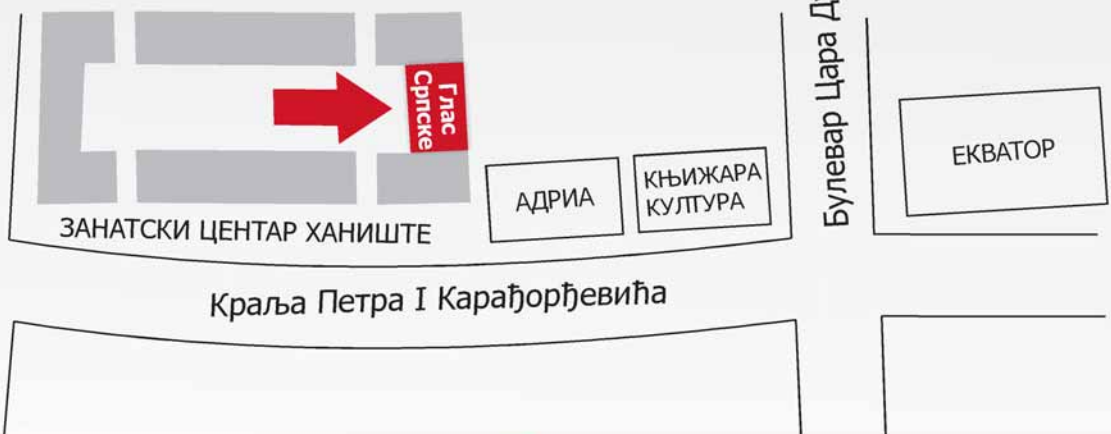 Глас
Српске
АДРИА
КЊИЖАРА
КУЛТУРА
Булевар Цара
ЕКВАТОР
ЗАНАТСКИ ЦЕНТАР ХАНИШТЕ
Краља Петра I Карађорђевића